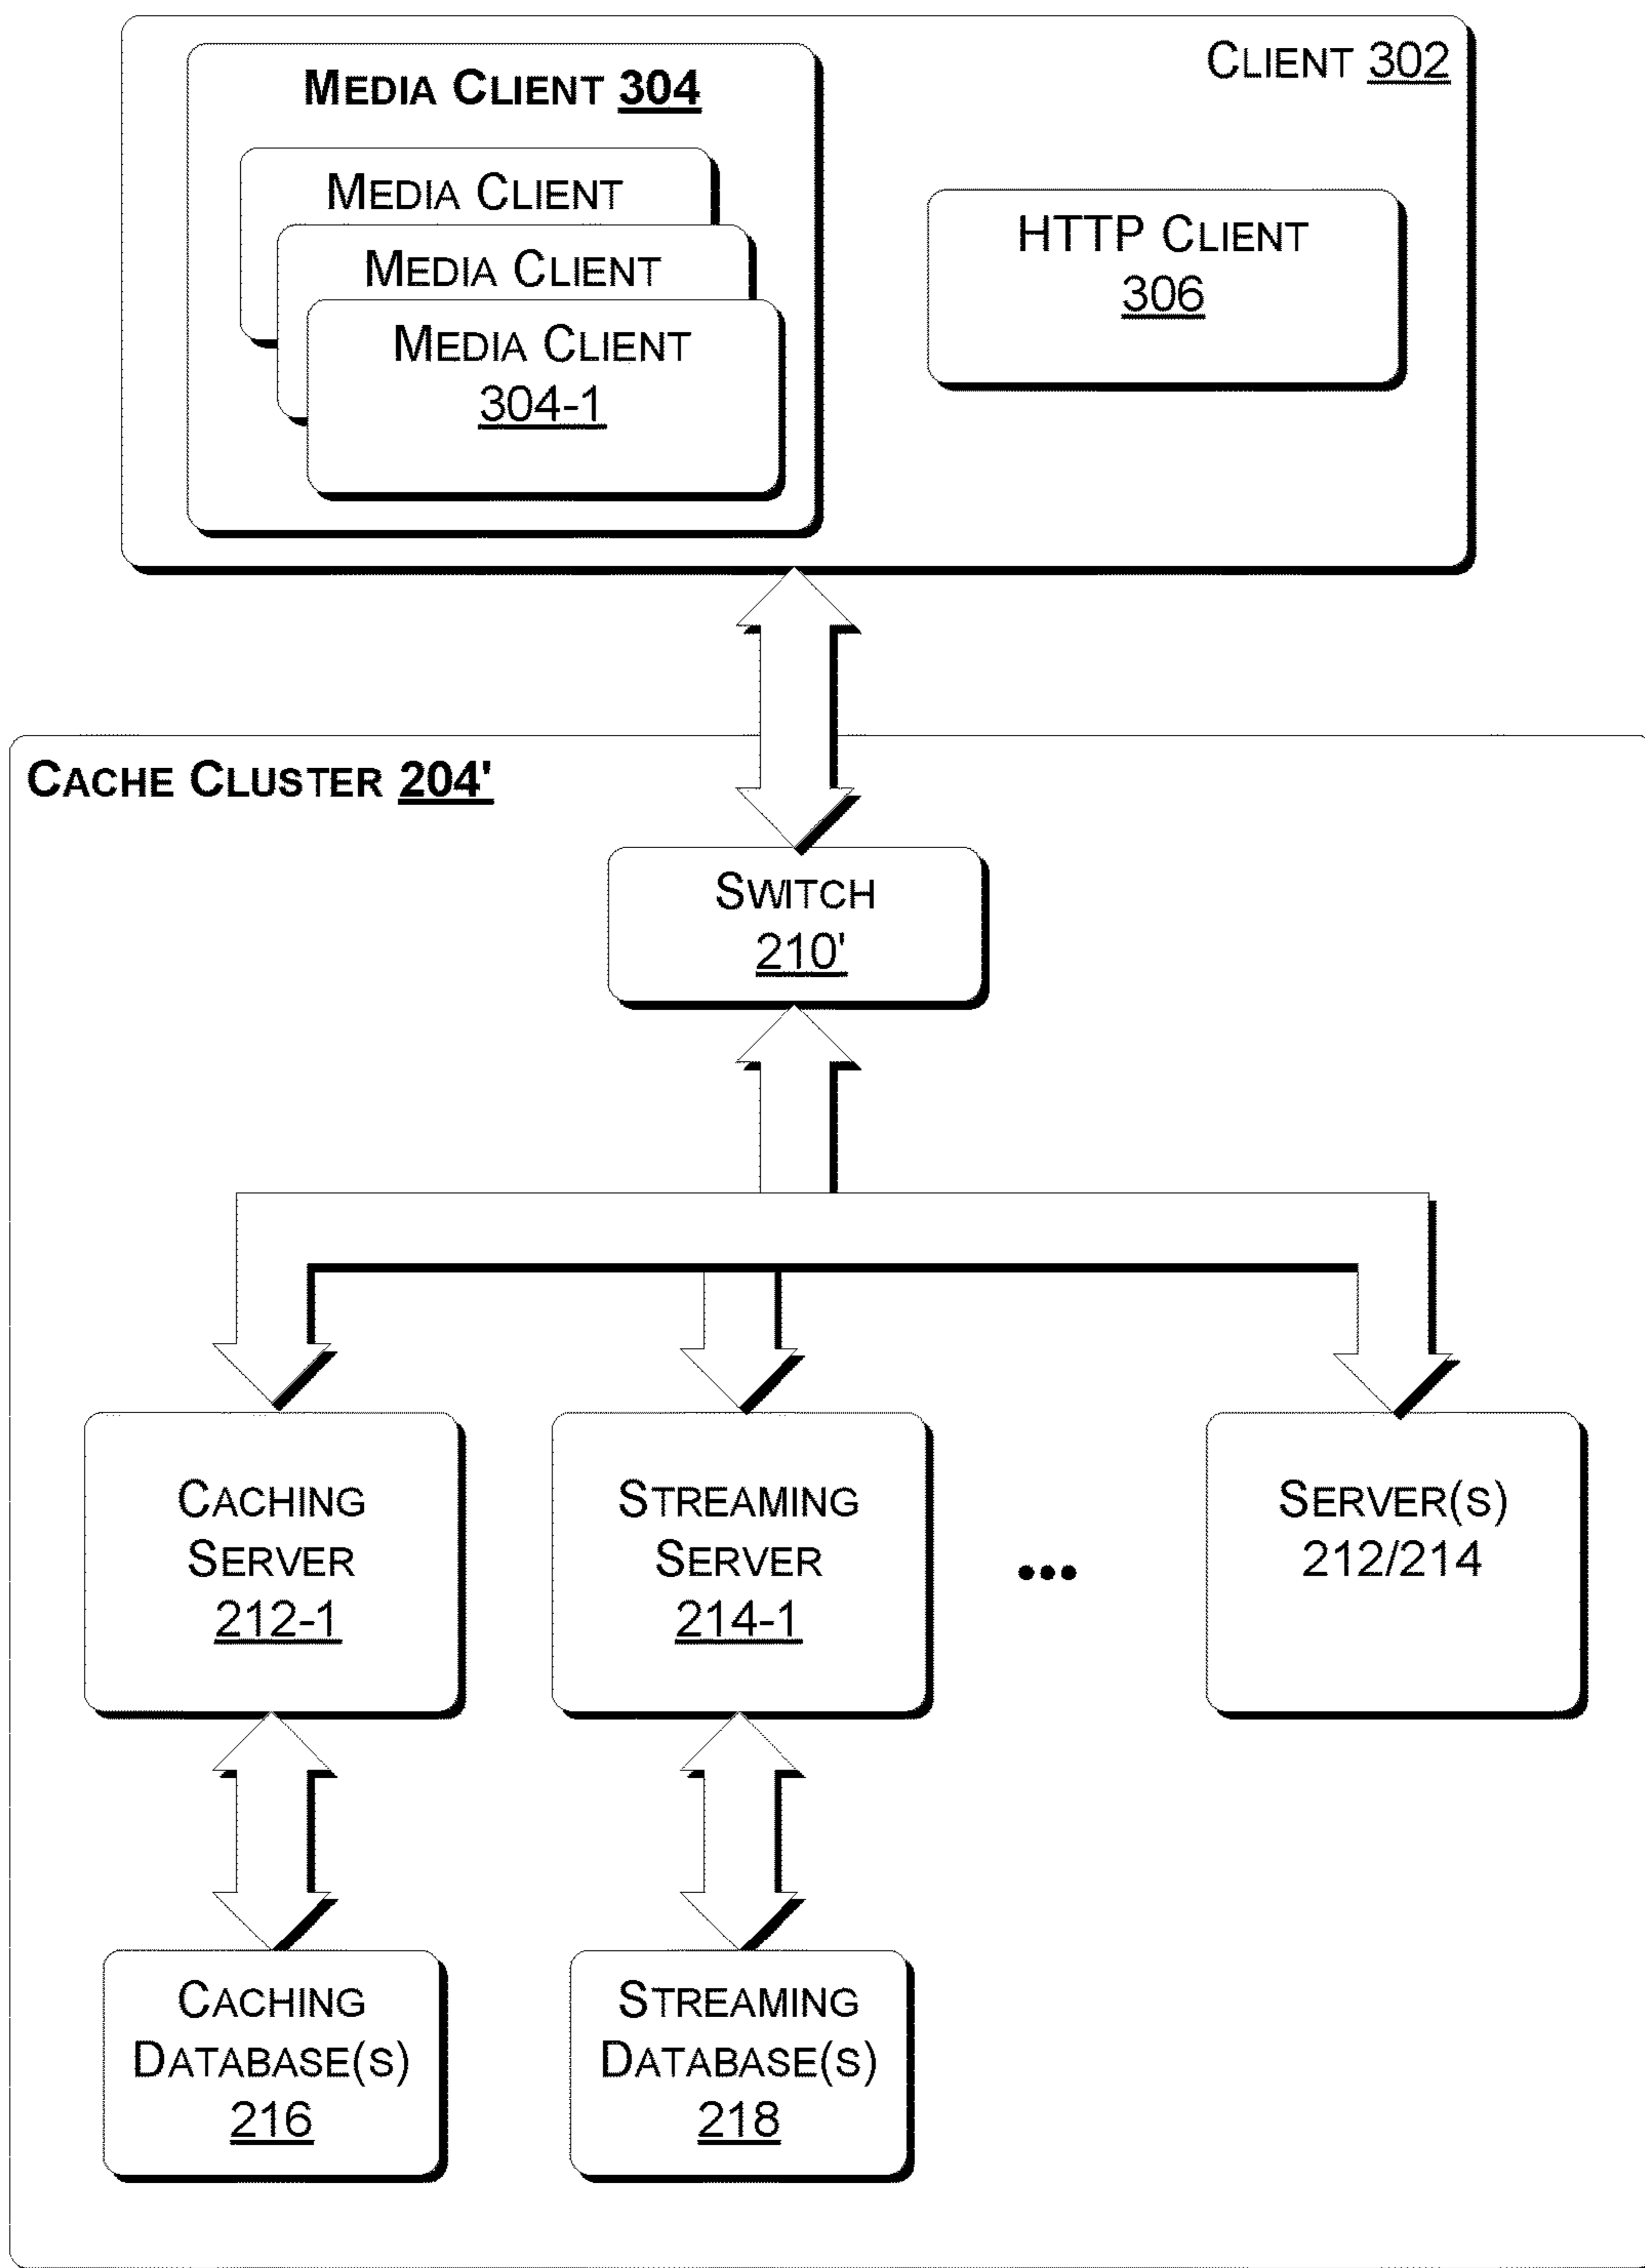 CLIENT 302
MEDIA CLIENT 304
MEDIA CLIENT
MEDIA CLIENT
MEDIA CLIENT
304-1
HTTP CLIENT
306
CACHE CLUSTER 204'
SWITCH
210'
CACHING
SERVER
212-1
STREAMING
SERVER
214-1
•••
SERVER(S)
212/214
CACHING
DATABASE(S)
216
STREAMING
DATABASE(S)
218